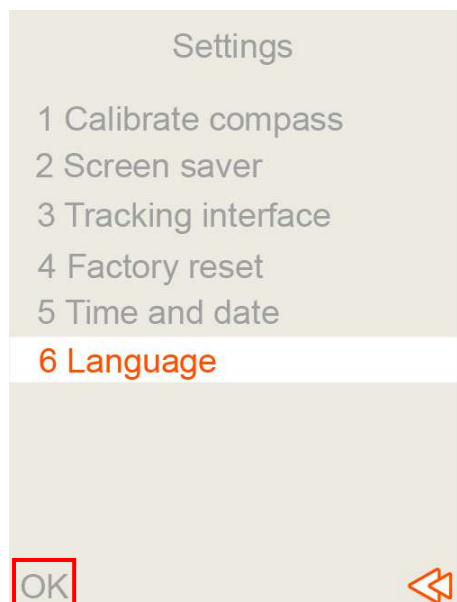 Settings
1 Calibrate compass
2 Screen saver
3 Tracking interface
4 Factory reset
5 Time and date
6 Language
OK